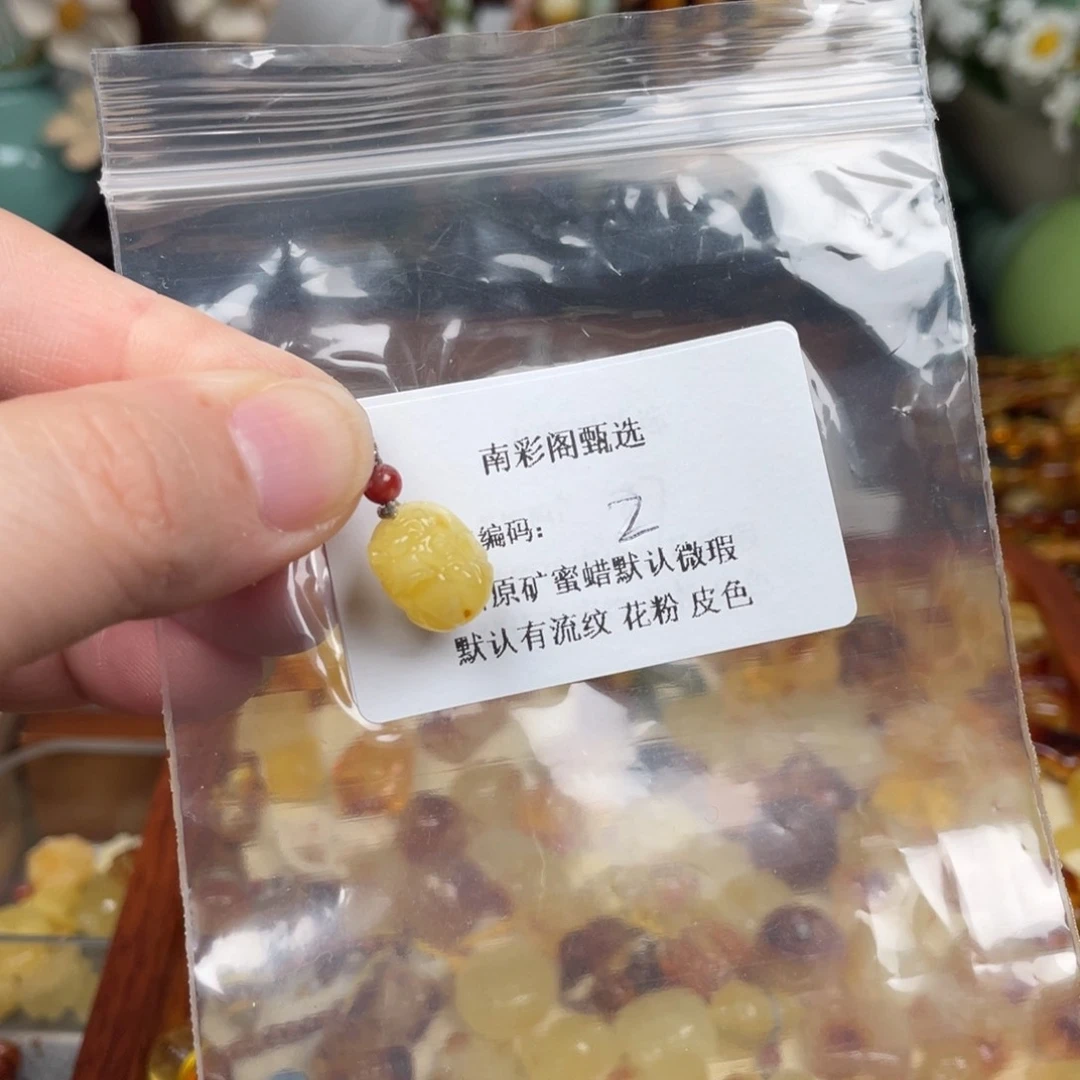 南彩阁甄选
编码: 2
原矿蜜蜡默认微瑕
默认有流纹 花粉 皮色